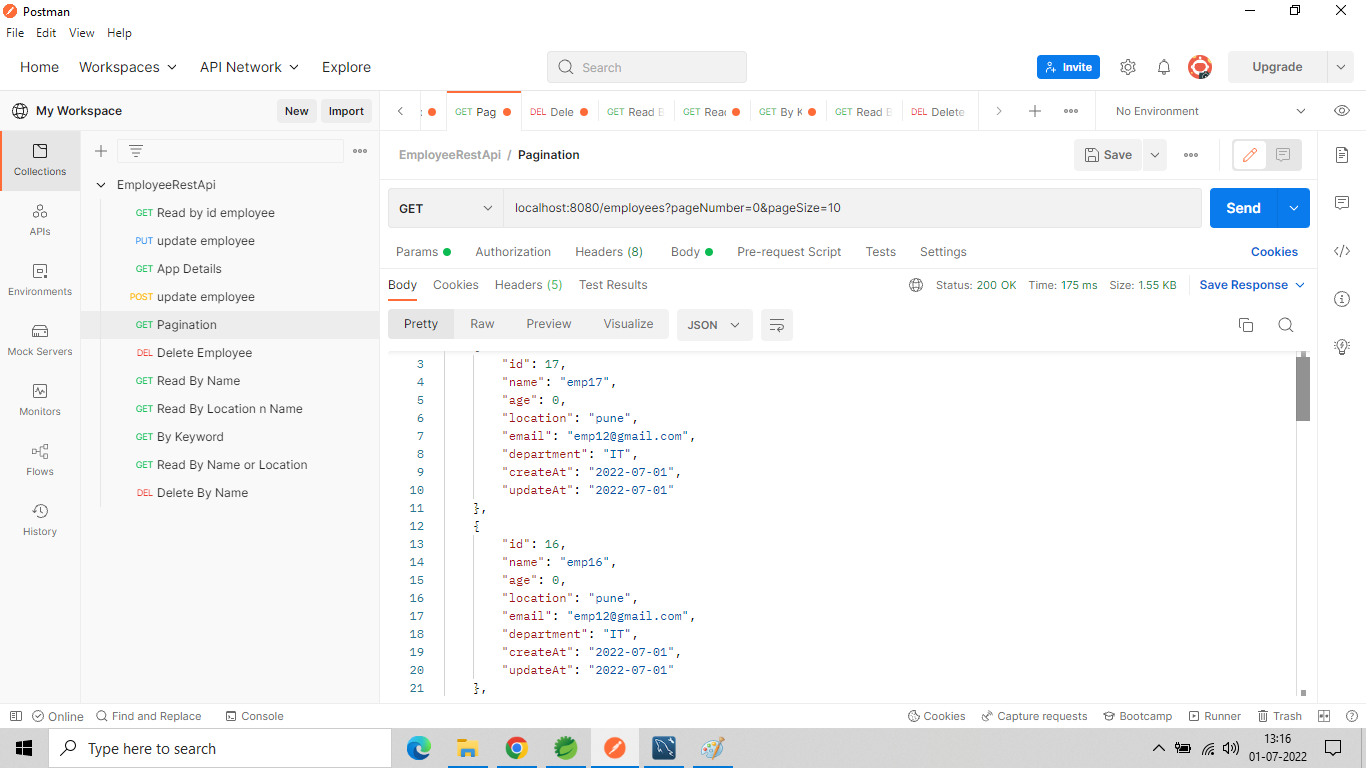 Postman
File Edit View Help
Home Workspaces API Network Explore Search Invite Upgrade
My Workspace New Import
GET Pag DEL Dele GET Read GET Rea GET By K GET Read DEL Delete No Environment
Collections
APIs
Environments
Mock Servers
Monitors
Flows
History
EmployeeRestApi
GET Read by id employee
PUT update employee
GET App Details
POST update employee
GET Pagination
DEL Delete Employee
GET Read By Name
GET Read By Location n Name
GET By Keyword
GET Read By Name or Location
DEL Delete By Name
EmployeeRestApi / Pagination Save
GET localhost:8080/employees?pageNumber=0&pageSize=10 Send
Params Authorization Headers (8) Body Pre-request Script Tests Settings Cookies
Body Cookies Headers (5) Test Results Status: 200 OK Time: 175 ms Size: 1.55 KB Save Response
Pretty Raw Preview Visualize JSON
3 "id": 17,
4 "name": "emp17",
5 "age": 0,
6 "location": "pune",
7 "email": "emp12@gmail.com",
8 "department": "IT",
9 "createAt": "2022-07-01",
10 "updateAt": "2022-07-01"
11 },
12 {
13 "id": 16,
14 "name": "emp16",
15 "age": 0,
16 "location": "pune",
17 "email": "emp12@gmail.com",
18 "department": "IT",
19 "createAt": "2022-07-01",
20 "updateAt": "2022-07-01"
21 },
Online Find and Replace Console Cookies Capture requests Bootcamp Runner Trash
Type here to search
13:16
01-07-2022